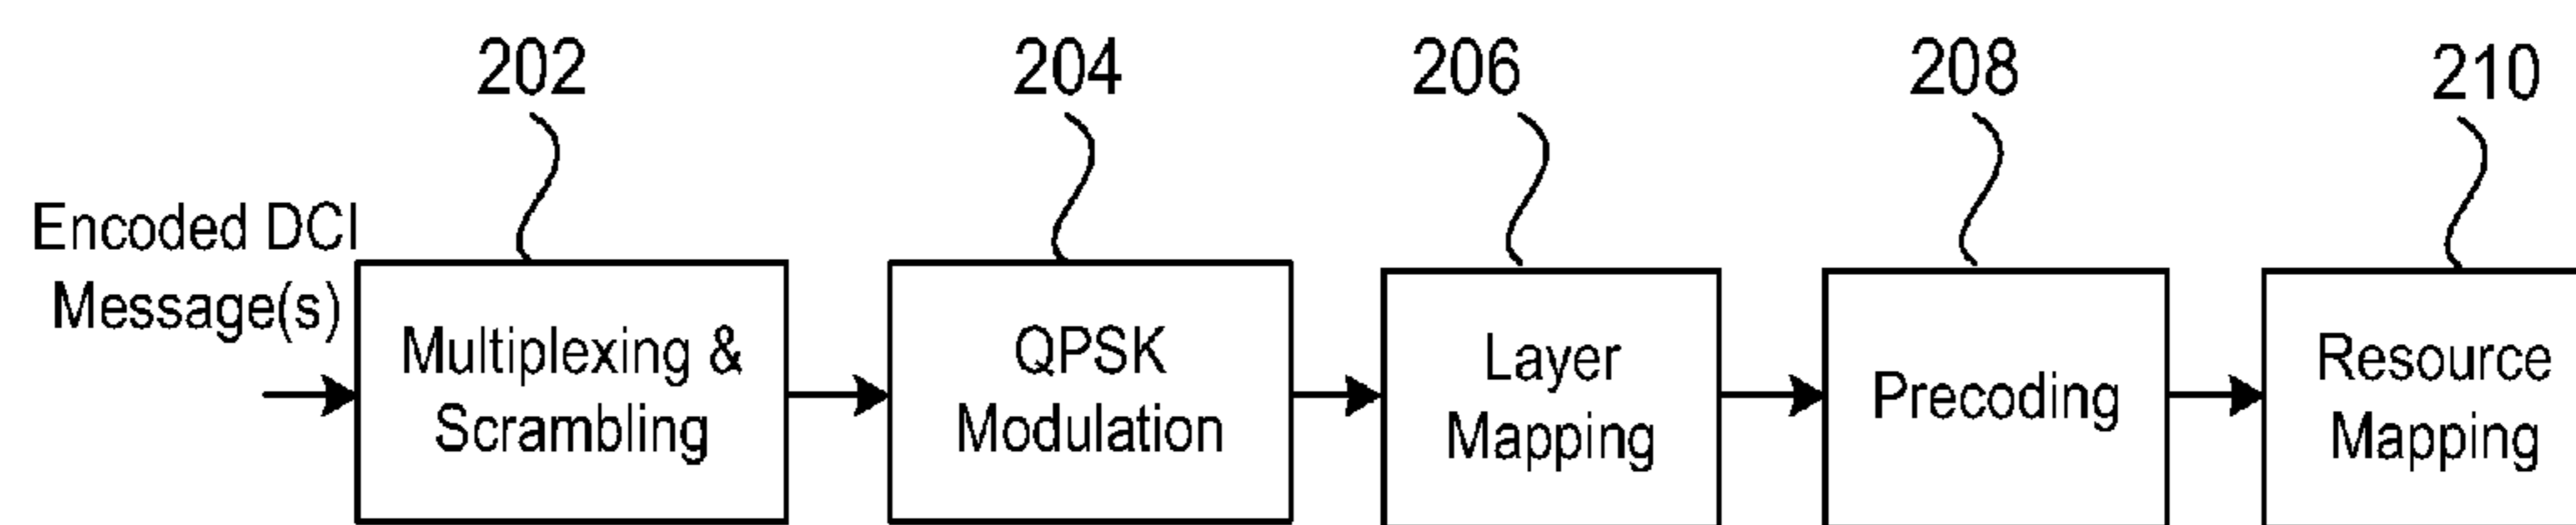 202
204
206
208
210
Encoded DCI
Message(s)
Multiplexing &
Scrambling
QPSK
Modulation
Layer
Mapping
Precoding
Resource
Mapping